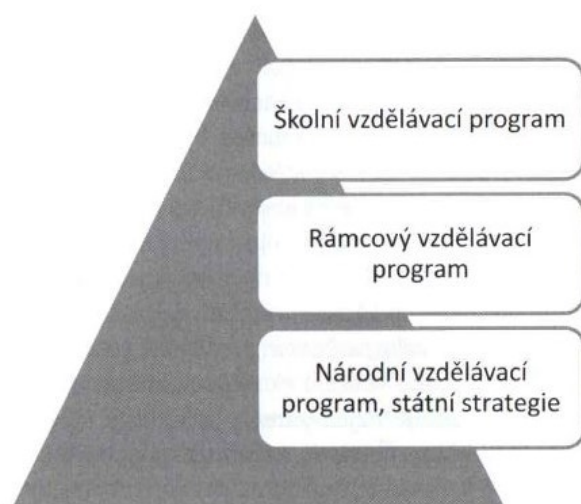 Školní vzdělávací program
Rámcový vzdělávací
program
Národní vzdělávací
program, státní strategie